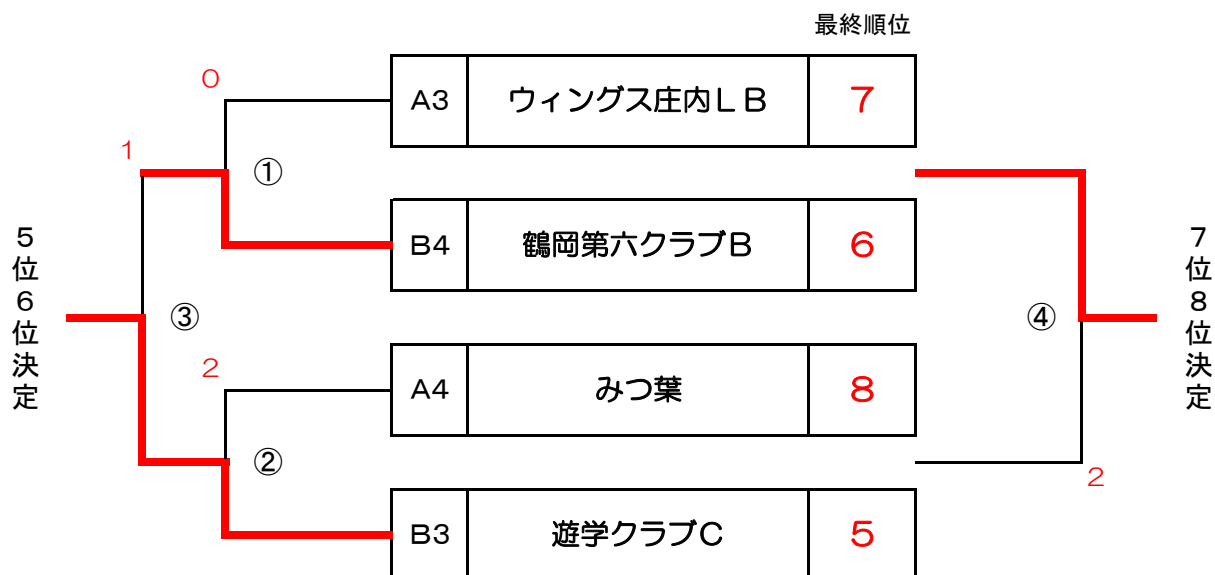 最終順位
0
A3 ウィングス庄内LB 7
1
①
B4 鶴岡第六クラブB 6
5位6位決定
7位8位決定
③
④
2
A4 みつ葉 8
②
2
B3 遊学クラブC 5